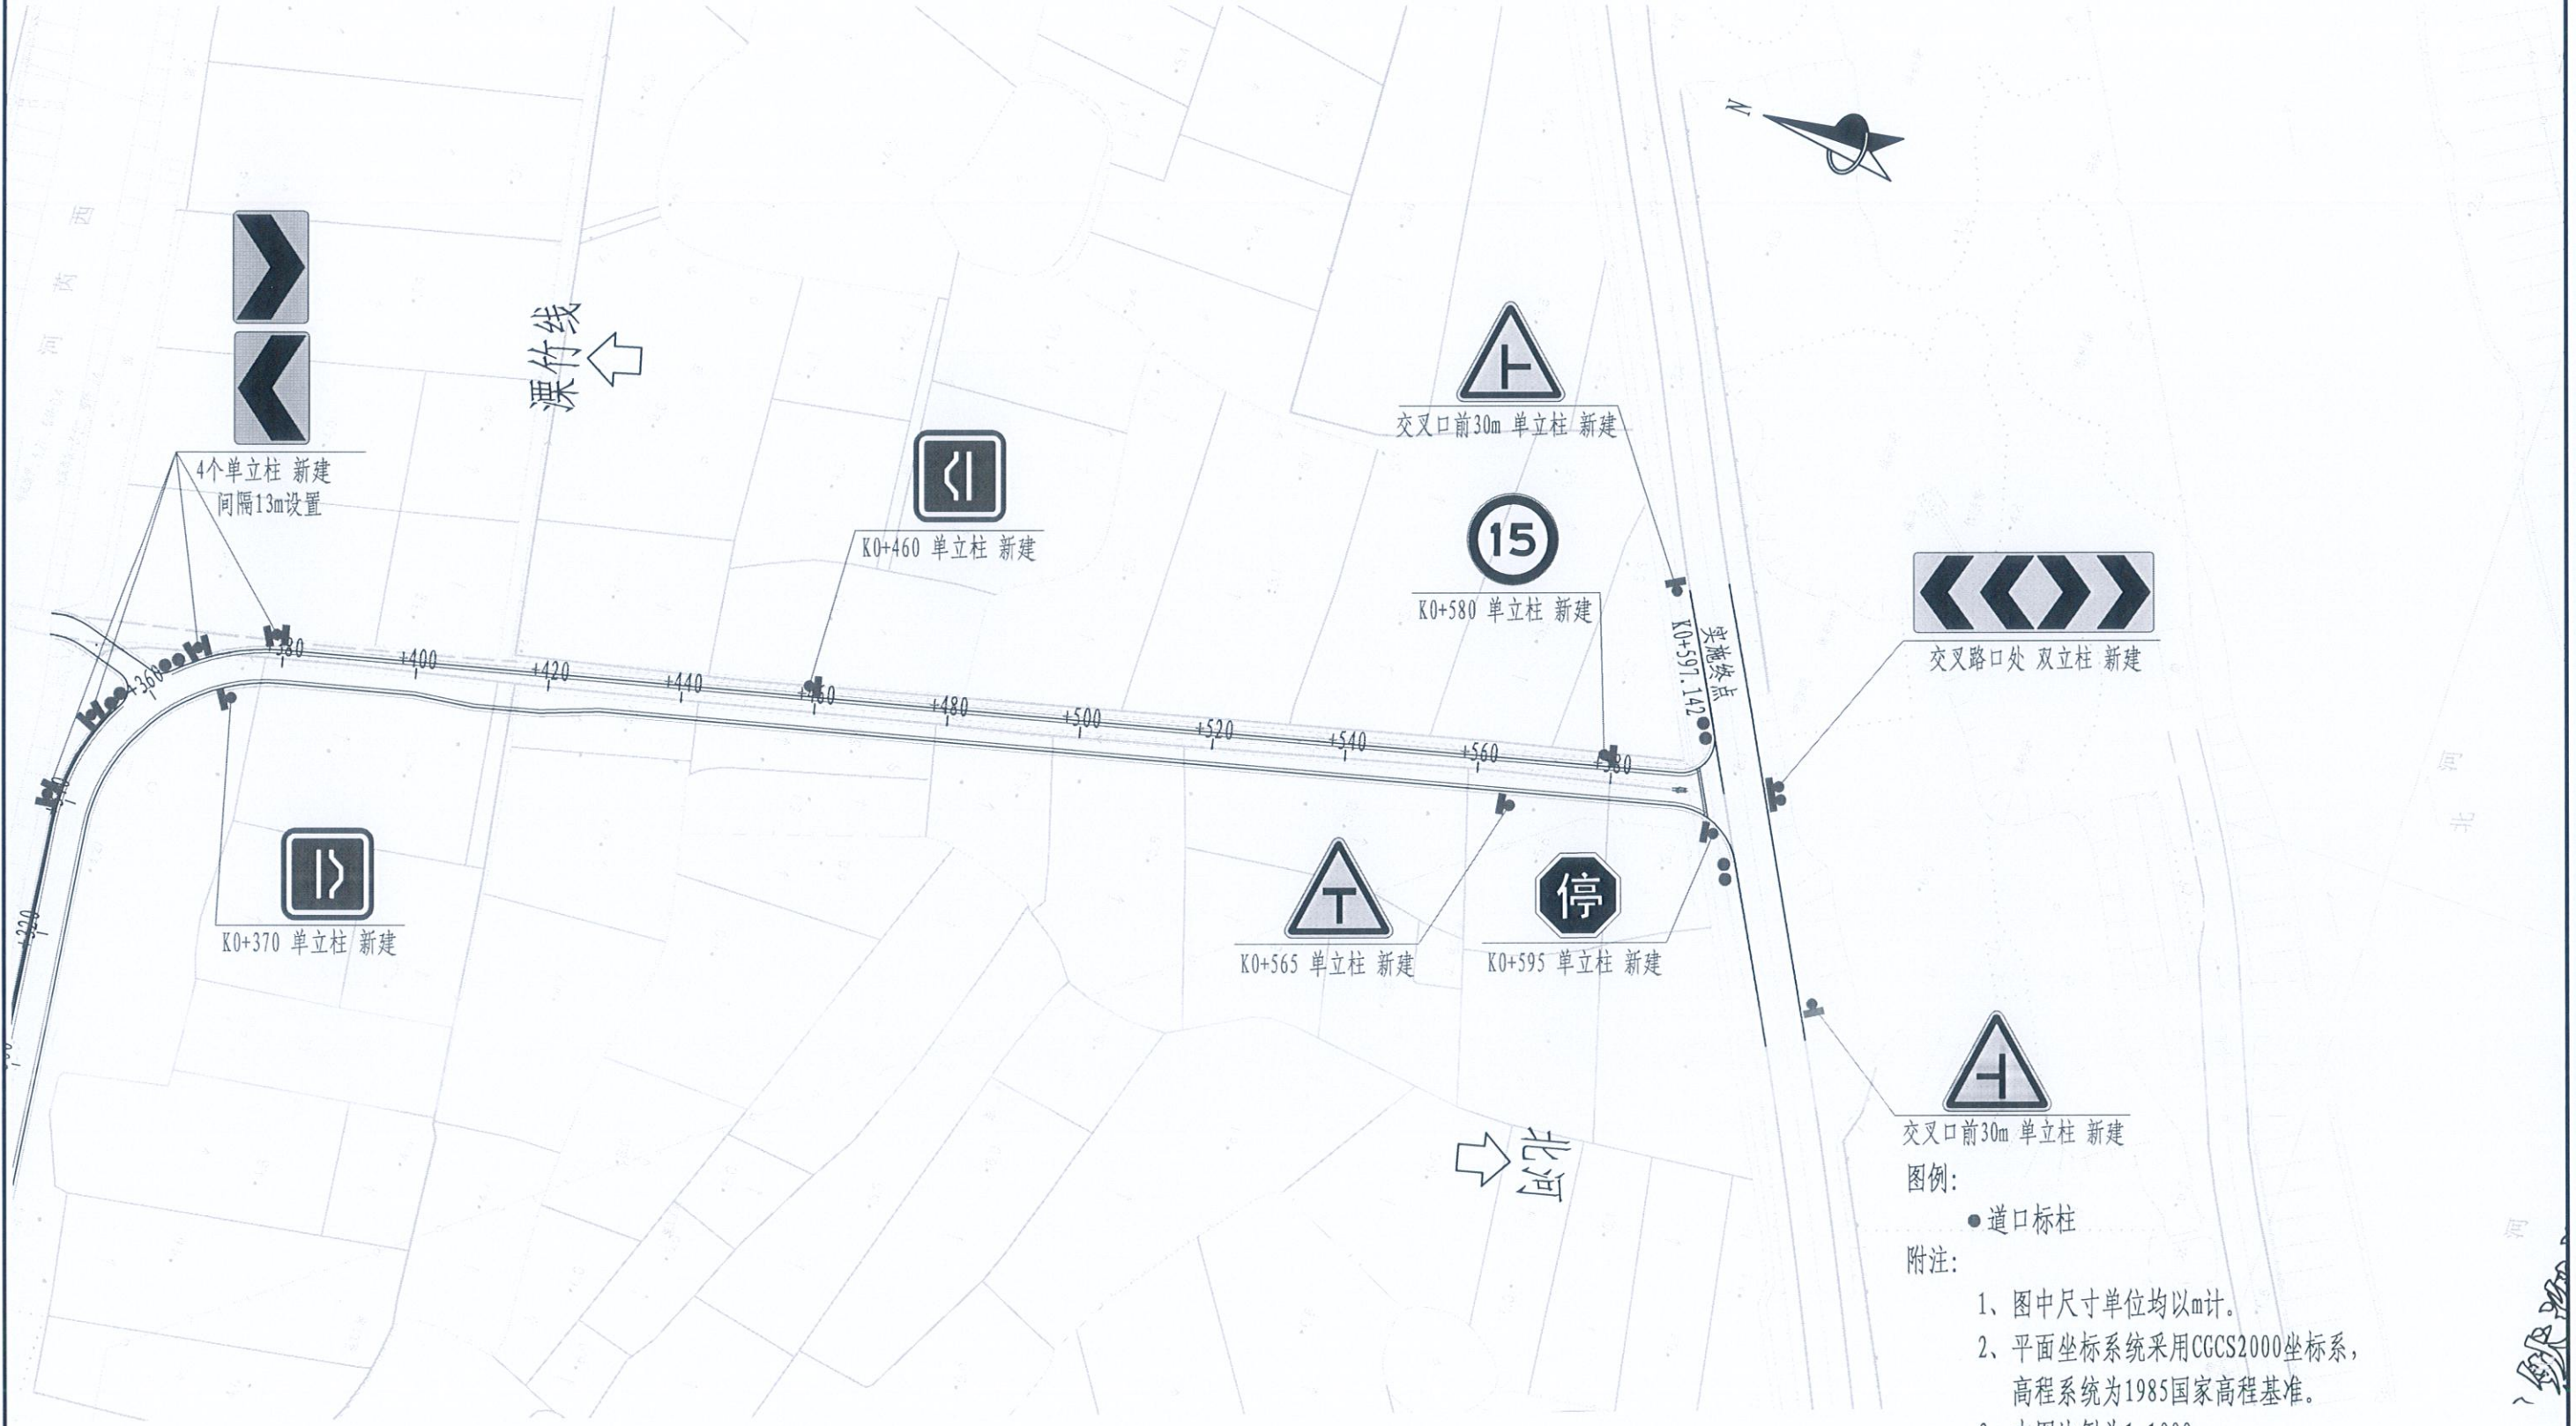 N
西
岗
河
溧竹线
4个单立柱 新建
间隔13m设置
K0+460 单立柱 新建
交叉口前30m 单立柱 新建
15
K0+580 单立柱 新建
K0+597.142
实施终点
交叉路口处 双立柱 新建
+360
+380
+400
+420
+440
+460
+480
+500
+520
+540
+560
+580
+320
K0+370 单立柱 新建
K0+565 单立柱 新建
停
K0+595 单立柱 新建
河
北
交叉口前30m 单立柱 新建
北河
图例:
道口标柱
附注:
河
1、图中尺寸单位均以m计。
2、平面坐标系统采用CGCS2000坐标系,
高程系统为1985国家高程基准。